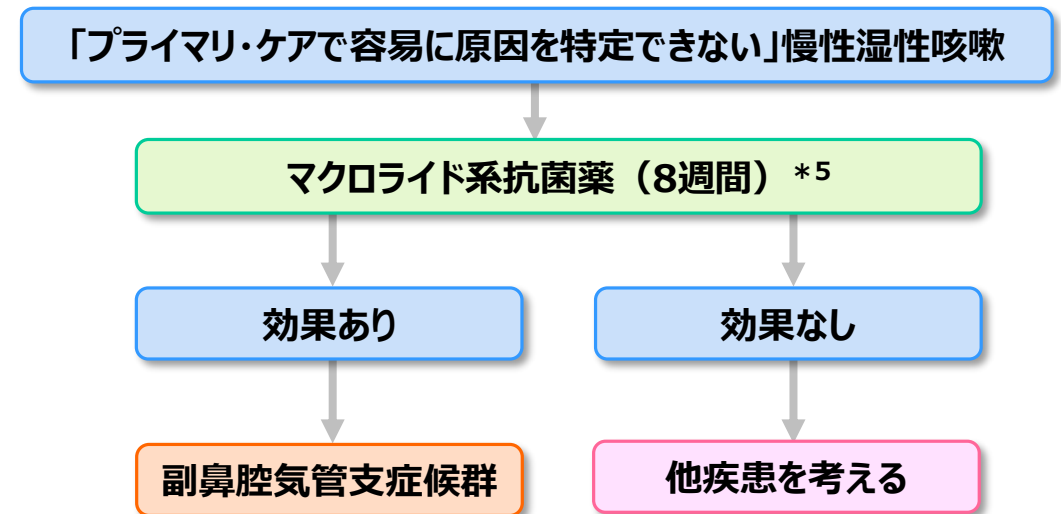 「プライマリ・ケアで容易に原因を特定できない」慢性湿性咳嗽
マクロライド系抗菌薬（8週間）＊5
効果あり
効果なし
副鼻腔気管支症候群
他疾患を考える